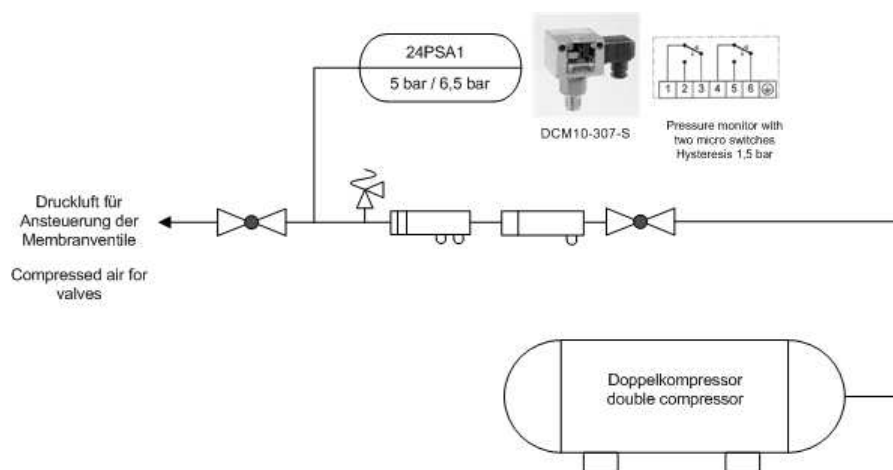 24PSA1
5 bar / 6,5 bar
DCM10-307-S
1 2 3 4 5 6
Pressure monitor with
two micro switches
Hysteresis 1,5 bar
Druckluft für
Ansteuerung der
Membranventile
Compressed air for
valves
Doppelkompressor
double compressor